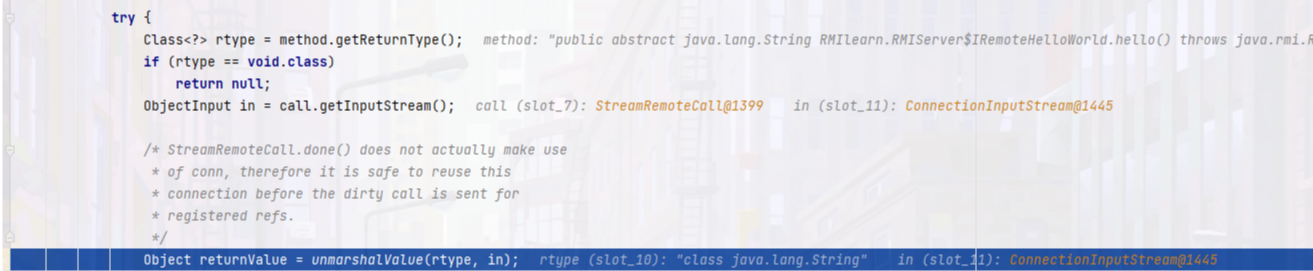 try {
Class<?> rtype = method.getReturnType(); method: "public abstract java.lang.String RMIlearn.RMIServer$IRemoteHelloWorld.hello() throws java.rmi.R
if (rtype == void.class)
return null;
ObjectInput in = call.getInputStream(); call (slot_7): StreamRemoteCall@1399 in (slot_11): ConnectionInputStream@1445
/* StreamRemoteCall.done() does not actually make use
* of conn, therefore it is safe to reuse this
* connection before the dirty call is sent for
* registered refs.
*/
Object returnValue = unmarshalValue(rtype, in); rtype (slot_10): "class java.lang.String" in (slot_11): ConnectionInputStream@1445